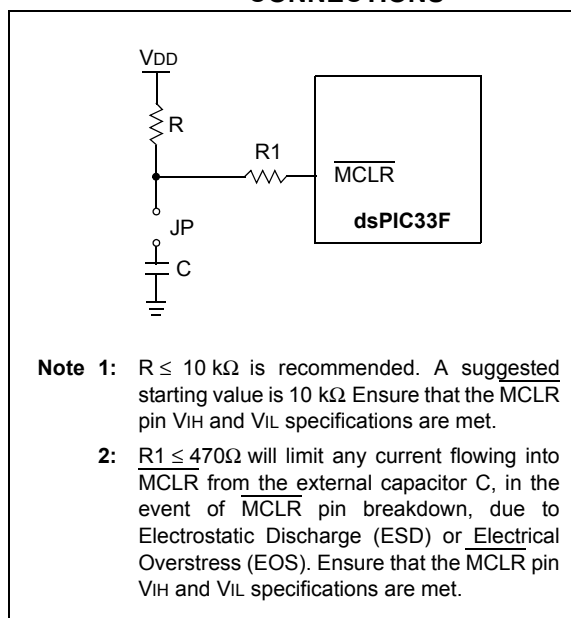 CONNECTIONS
VDD
R
R1
MCLR
dsPIC33F
JP
C
Note 1: R ≤ 10 kΩ is recommended. A suggested
starting value is 10 kΩ Ensure that the MCLR
pin VIH and VIL specifications are met.
2: R1 ≤ 470Ω will limit any current flowing into
MCLR from the external capacitor C, in the
event of MCLR pin breakdown, due to
Electrostatic Discharge (ESD) or Electrical
Overstress (EOS). Ensure that the MCLR pin
VIH and VIL specifications are met.